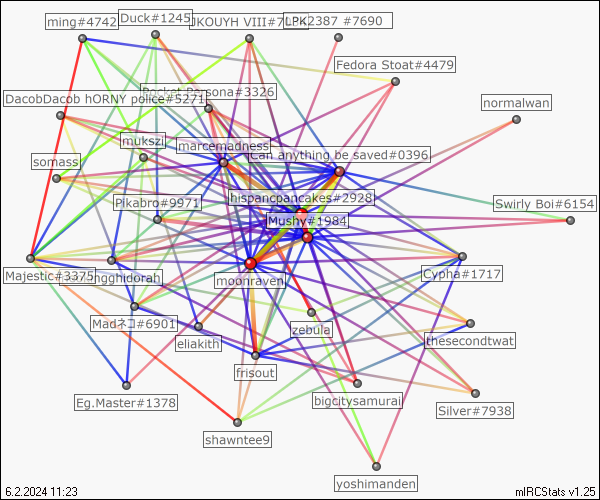 ming#4742
Duck#1245
JKOUYH VIII#7
LPK2387 #7690
Fedora Stoat#4479
Pocket Persona#3326
DacobDacob hORNY police#5271
normalwan
mukszi
marcemadness
Can anything be saved#0396
somass
hispancpancakes#2928
Pikabro#9971
Swirly Boi#6154
Mushy#1984
Majestic#3375
ngghidorah
moonraven
Cypha#1717
Madネコ#6901
eliakith
zebula
thesecondtwat
frisout
Eg.Master#1378
bigcitysamurai
Silver#7938
shawntee9
yoshimanden
6.2.2024 11:23
mIRCStats v1.25